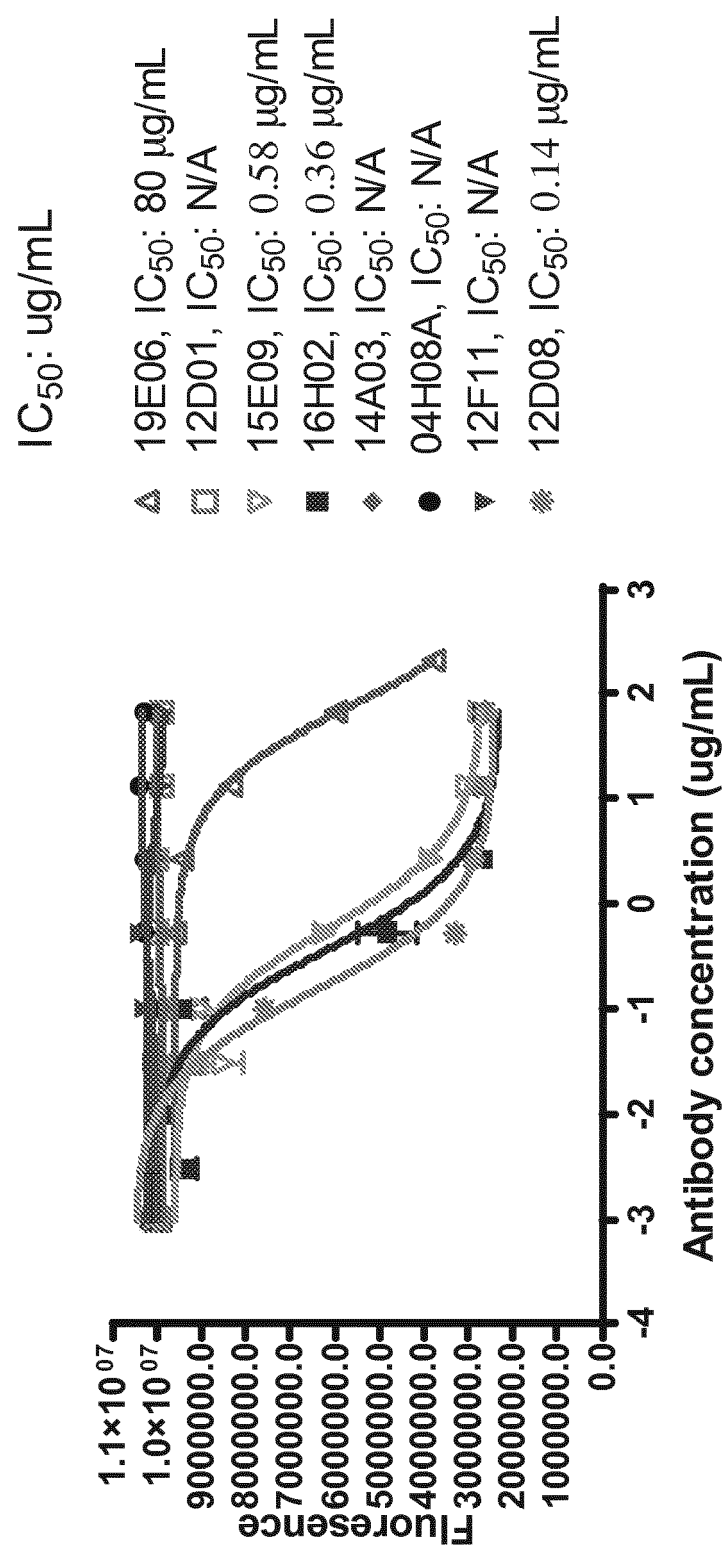 IC50: ug/mL
19E06, IC50: 80 µg/mL
12D01, IC50: N/A
15E09, IC50: 0.58 µg/mL
16H02, IC50: 0.36 µg/mL
14A03, IC50: N/A
04H08A, IC50: N/A
12F11, IC50: N/A
12D08, IC50: 0.14 µg/mL
Fluoresence
1.1×10⁰⁷
1.0×10⁰⁷
9000000.0
8000000.0
7000000.0
6000000.0
5000000.0
4000000.0
3000000.0
2000000.0
1000000.0
0.0
-4 -3 -2 -1 0 1 2 3
Antibody concentration (ug/mL)